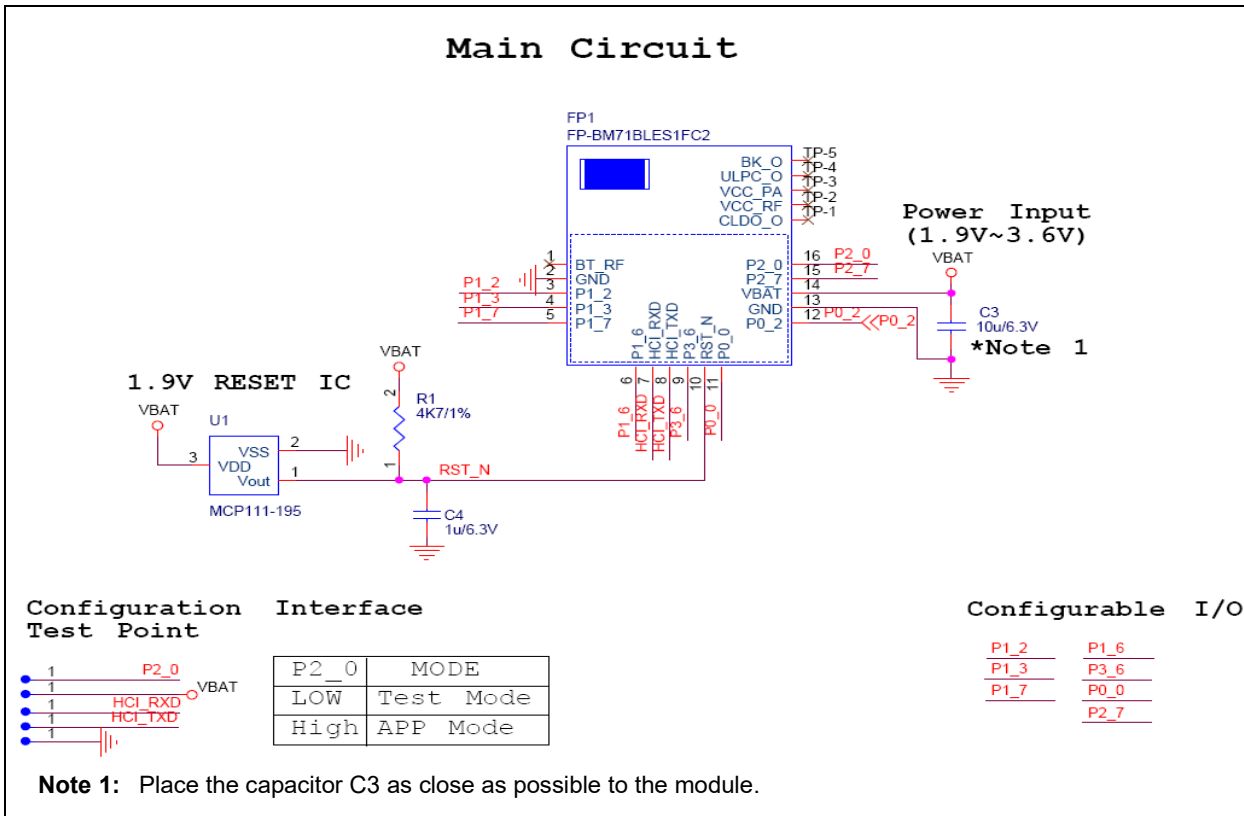 Main Circuit
FP1
FP-BM71BLES1FC2
BK_O
ULPC_O
VCC_PA
VCC_RF
CLDO_O
TP-5
TP-4
TP-3
TP-2
TP-1
Power Input
(1.9V~3.6V)
VBAT
1 BT_RF
2 GND
P1_2 3 P1_2
P1_3 4 P1_3
P1_7 5 P1_7
P2_0 16 P2_0
P2_7 15 P2_7
VBAT 14
GND 13
P0_2 12 P0_2 P0_2
C3
10u/6.3V
*Note 1
P1_6 HCI_RXD HCI_TXD P3_6 RST_N P0_0
6 7 8 9 10 11
P1_6 HCI_RXD HCI_TXD P3_6 P0_0
VBAT
2
R1
4K7/1%
1
1.9V RESET IC
VBAT
U1
VSS 2
3 VDD
Vout 1
MCP111-195
RST_N
C4
1u/6.3V
Configuration Interface
Test Point
1 P2_0
1 VBAT
1 HCI_RXD
1 HCI_TXD
1
P2_0 MODE
LOW Test Mode
High APP Mode
Configurable I/O
P1_2 P1_6
P1_3 P3_6
P1_7 P0_0
P2_7
Note 1: Place the capacitor C3 as close as possible to the module.